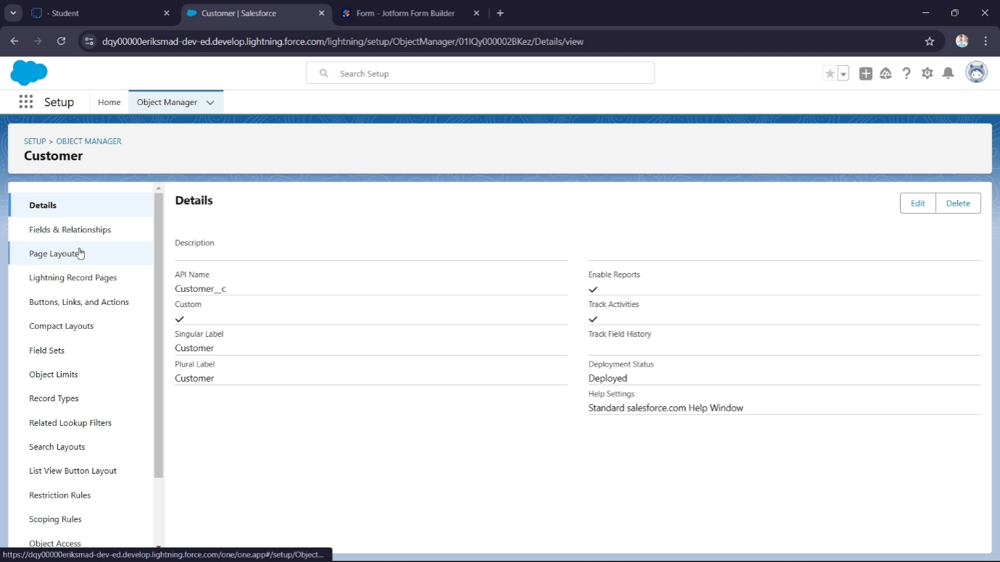 - Student
Customer | Salesforce
Form - Jotform Form Builder
dqy00000eriksmad-dev-ed.develop.lightning.force.com/lightning/setup/ObjectManager/01IQy000002BKez/Details/view
Search Setup
Setup
Home
Object Manager
SETUP > OBJECT MANAGER
Customer
Details
Fields & Relationships
Page Layouts
Lightning Record Pages
Buttons, Links, and Actions
Compact Layouts
Field Sets
Object Limits
Record Types
Related Lookup Filters
Search Layouts
List View Button Layout
Restriction Rules
Scoping Rules
Object Access
Details
Edit
Delete
Description
API Name
Customer__c
Custom
Singular Label
Customer
Plural Label
Customer
Enable Reports
Track Activities
Track Field History
Deployment Status
Deployed
Help Settings
Standard salesforce.com Help Window
https://dqy00000eriksmad-dev-ed.develop.lightning.force.com/one/one.app#/setup/Object...